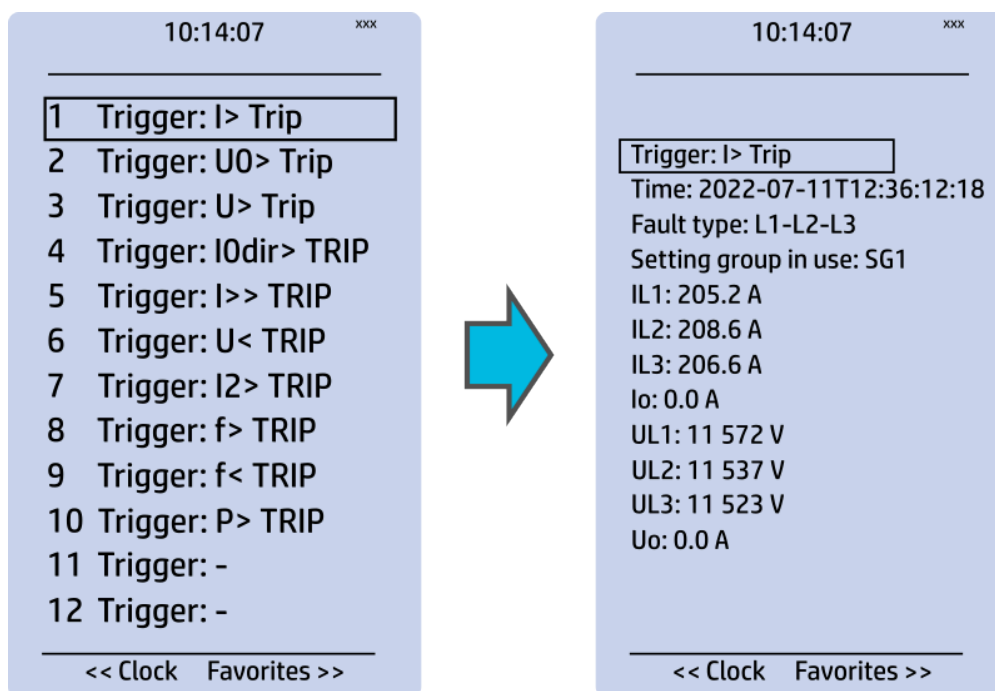 10:14:07 xxx
1 Trigger: I> Trip
2 Trigger: U0> Trip
3 Trigger: U> Trip
4 Trigger: I0dir> TRIP
5 Trigger: I>> TRIP
6 Trigger: U< TRIP
7 Trigger: I2> TRIP
8 Trigger: f> TRIP
9 Trigger: f< TRIP
10 Trigger: P> TRIP
11 Trigger: -
12 Trigger: -
<< Clock Favorites >>
10:14:07 xxx
Trigger: I> Trip
Time: 2022-07-11T12:36:12:18
Fault type: L1-L2-L3
Setting group in use: SG1
IL1: 205.2 A
IL2: 208.6 A
IL3: 206.6 A
Io: 0.0 A
UL1: 11 572 V
UL2: 11 537 V
UL3: 11 523 V
Uo: 0.0 A
<< Clock Favorites >>